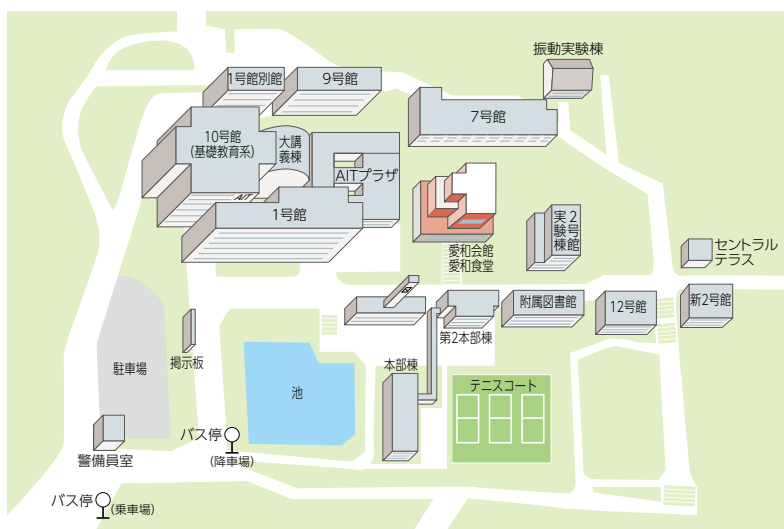 振動実験棟
1号館別館
9号館
7号館
10号館
(基礎教育系)
大講
義棟
AITプラザ
AIT
1号館
愛和会館
愛和食堂
実2
験号
棟館
セントラル
テラス
附属図書館
12号館
新2号館
第2本部棟
掲示板
駐車場
池
本部棟
テニスコート
バス停
(降車場)
警備員室
バス停
(乗車場)